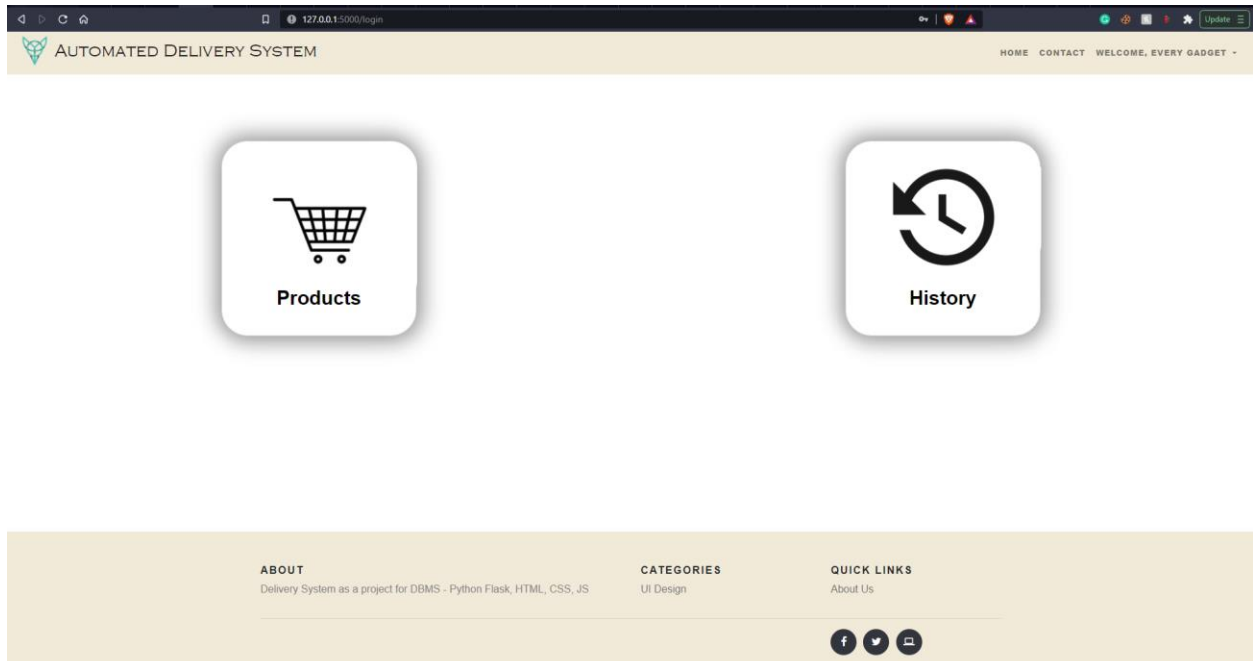 127.0.0.1:5000/login
Update
AUTOMATED DELIVERY SYSTEM
HOME CONTACT WELCOME, EVERY GADGET
Products
History
ABOUT
Delivery System as a project for DBMS - Python Flask, HTML, CSS, JS
CATEGORIES
UI Design
QUICK LINKS
About Us